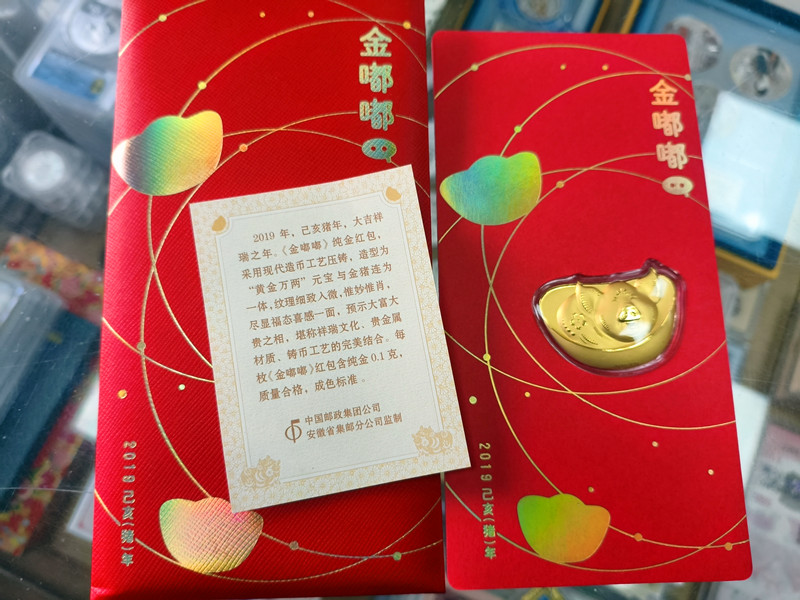 金嘟嘟
2019 己亥(猪)年
2019 年，己亥猪年，大吉祥
瑞之年。《金嘟嘟》纯金红包，
采用现代造币工艺压铸，造型为
“黄金万两”元宝与金猪连为
一体，纹理细致入微，惟妙惟肖，
尽显福态喜感一面，预示大富大
贵之相，堪称祥瑞文化、贵金属
材质、铸币工艺的完美结合。每
枚《金嘟嘟》红包含纯金 0.1 克，
质量合格，成色标准。
中国邮政集团公司
安徽省集邮分公司监制
金嘟嘟
2019 己亥(猪)年